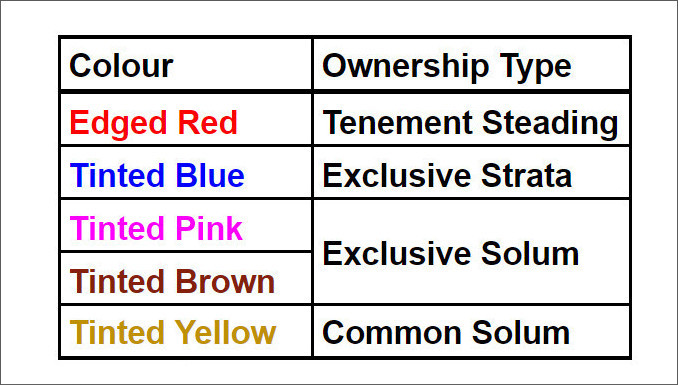 Colour Ownership Type
Edged Red Tenement Steading
Tinted Blue Exclusive Strata
Tinted Pink
Exclusive Solum
Tinted Brown
Tinted Yellow Common Solum